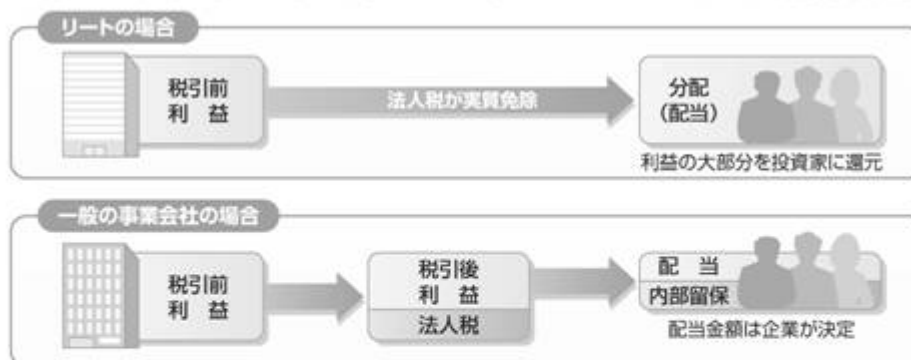 リートの場合
税引前
利 益
法人税が実質免除
分配
(配当)
利益の大部分を投資家に還元
一般の事業会社の場合
税引前
利 益
税引後
利 益
法人税
配 当
内部留保
配当金額は企業が決定